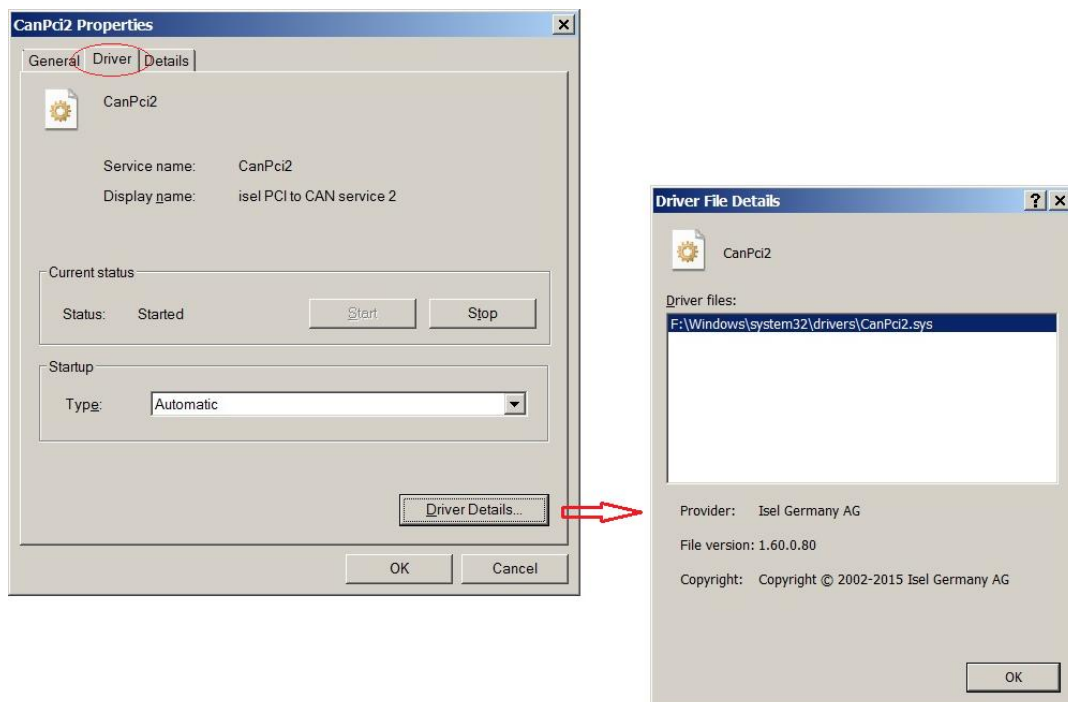 CanPci2 Properties
General Driver Details
CanPci2
Service name: CanPci2
Display name: isel PCI to CAN service 2
Current status
Status: Started Start Stop
Startup
Type: Automatic
Driver Details...
OK Cancel
Driver File Details
CanPci2
Driver files:
F:\Windows\system32\drivers\CanPci2.sys
Provider: Isel Germany AG
File version: 1.60.0.80
Copyright: Copyright © 2002-2015 Isel Germany AG
OK